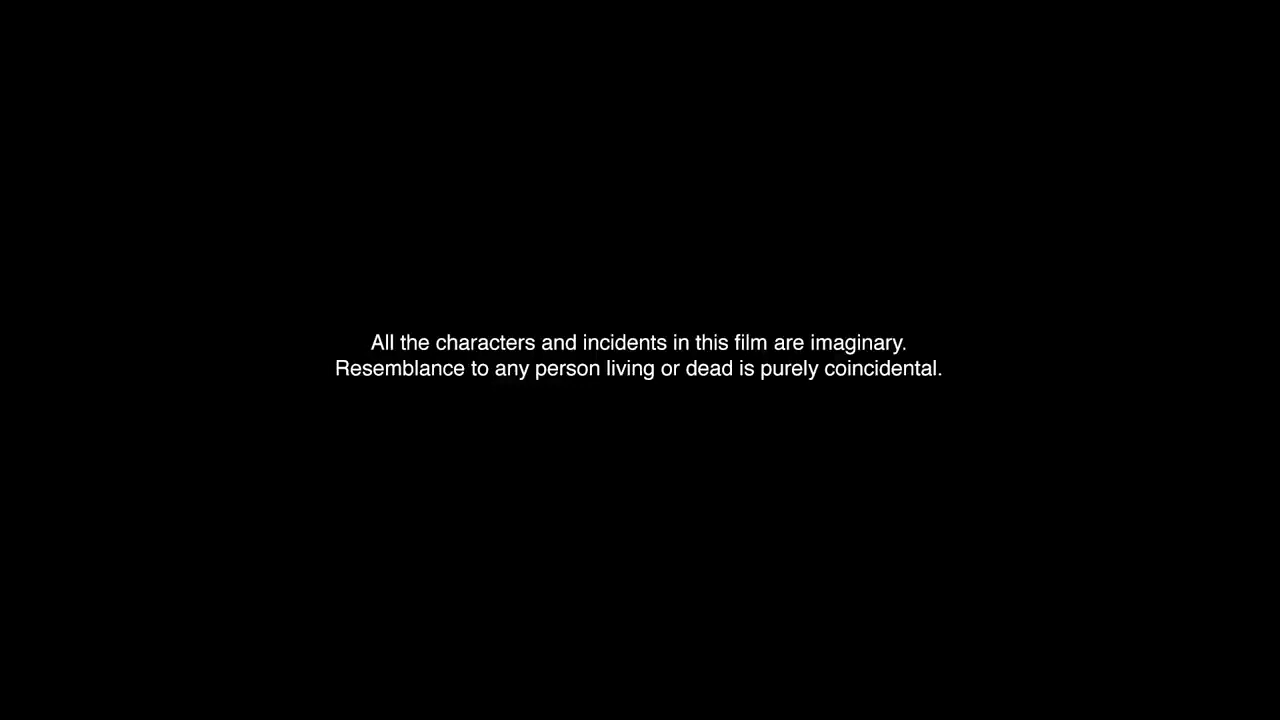 All the characters and incidents in this film are imaginary.
Resemblance to any person living or dead is purely coincidental.